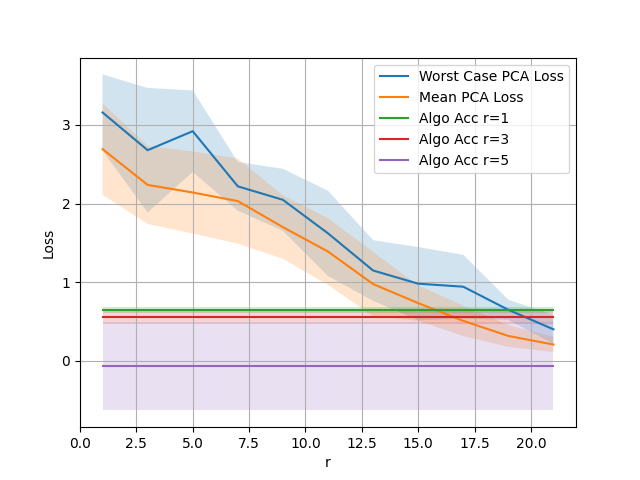 Worst Case PCA Loss
Mean PCA Loss
Algo Acc r=1
Algo Acc r=3
Algo Acc r=5
Loss
3
2
1
0
0.0 2.5 5.0 7.5 10.0 12.5 15.0 17.5 20.0
r